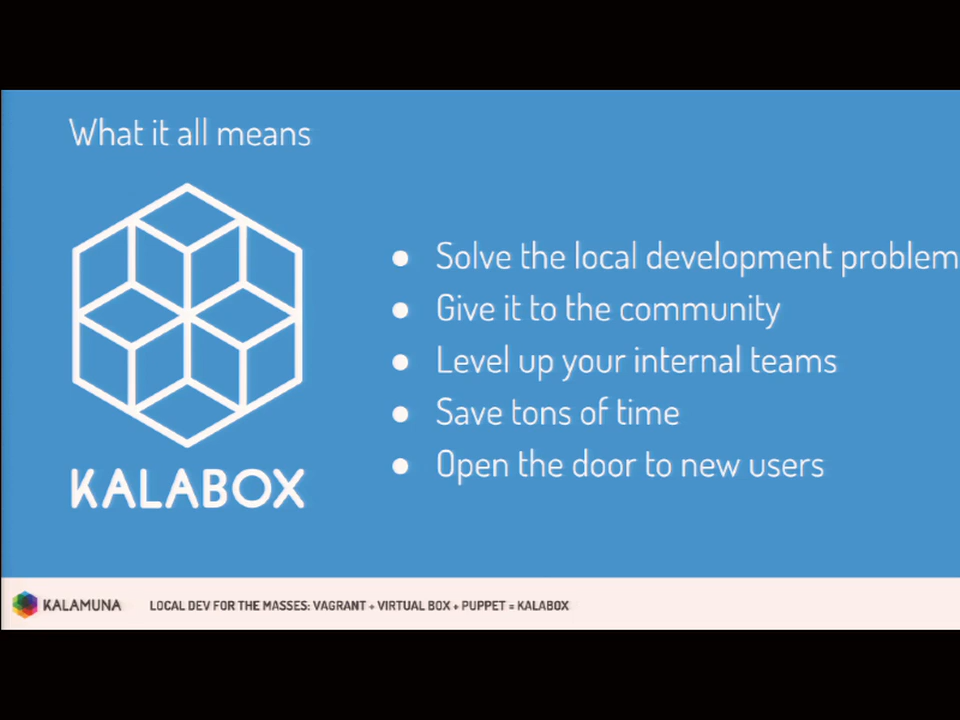 What it all means
● Solve the local development problem
● Give it to the community
● Level up your internal teams
● Save tons of time
● Open the door to new users
KALABOX
KALAMUNA LOCAL DEV FOR THE MASSES: VAGRANT + VIRTUAL BOX + PUPPET = KALABOX